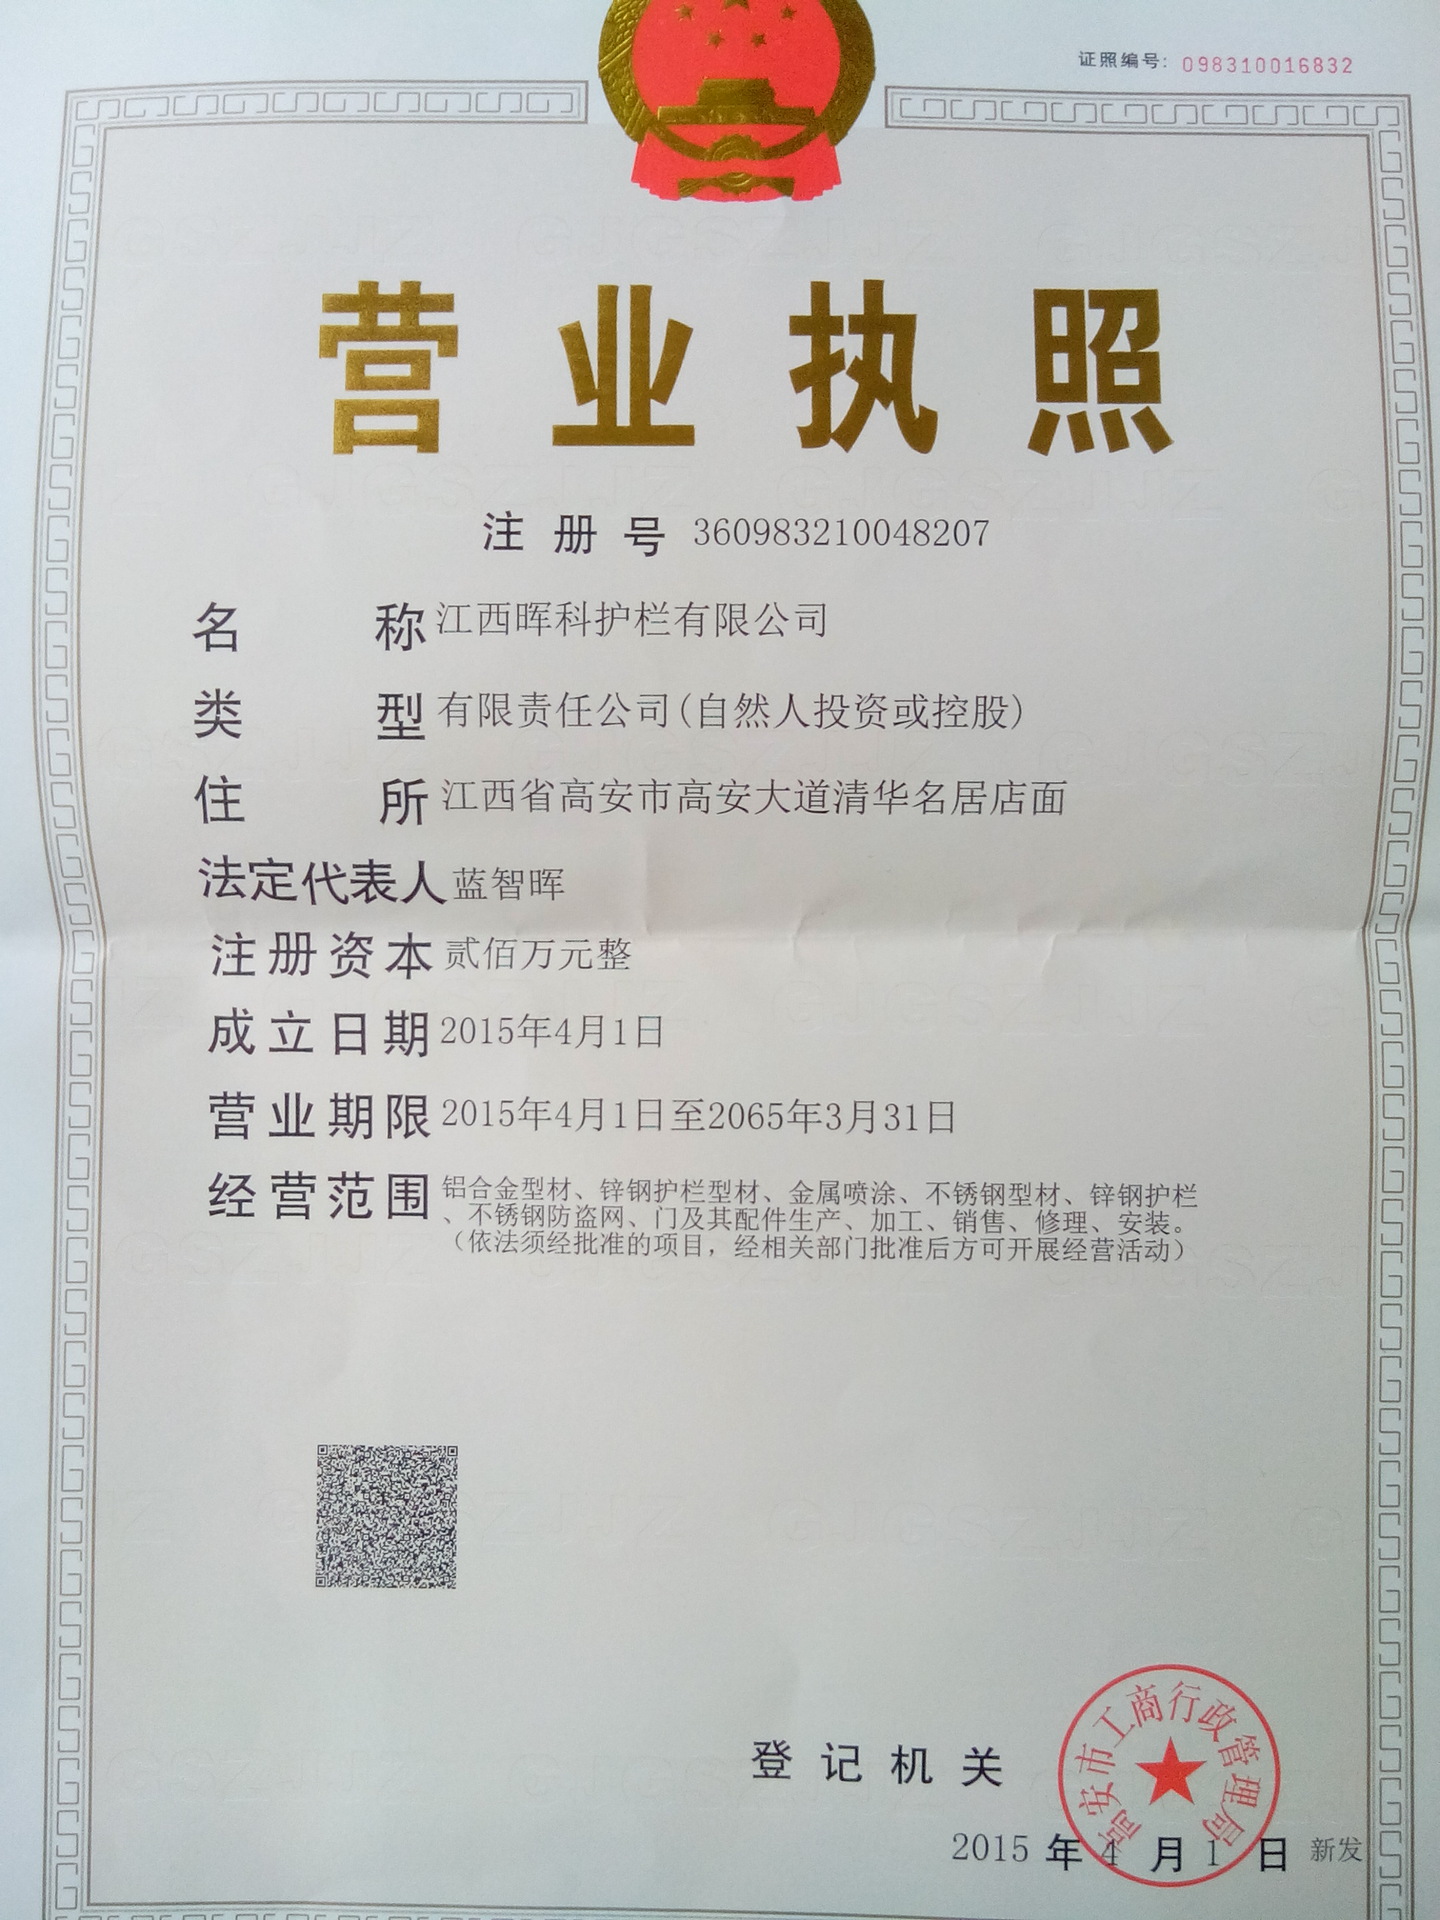 证照编号：098310016832
营业执照
注册号 360983210048207
名称 江西晖科护栏有限公司
类型 有限责任公司(自然人投资或控股)
住所 江西省高安市高安大道清华名居店面
法定代表人 蓝智晖
注册资本 贰佰万元整
成立日期 2015年4月1日
营业期限 2015年4月1日至2065年3月31日
经营范围 铝合金型材、锌钢护栏型材、金属喷涂、不锈钢型材、锌钢护栏
、不锈钢防盗网、门及其配件生产、加工、销售、修理、安装。
（依法须经批准的项目，经相关部门批准后方可开展经营活动）
登记机关
高安市工商行政管理局
2015年4月1日 新发